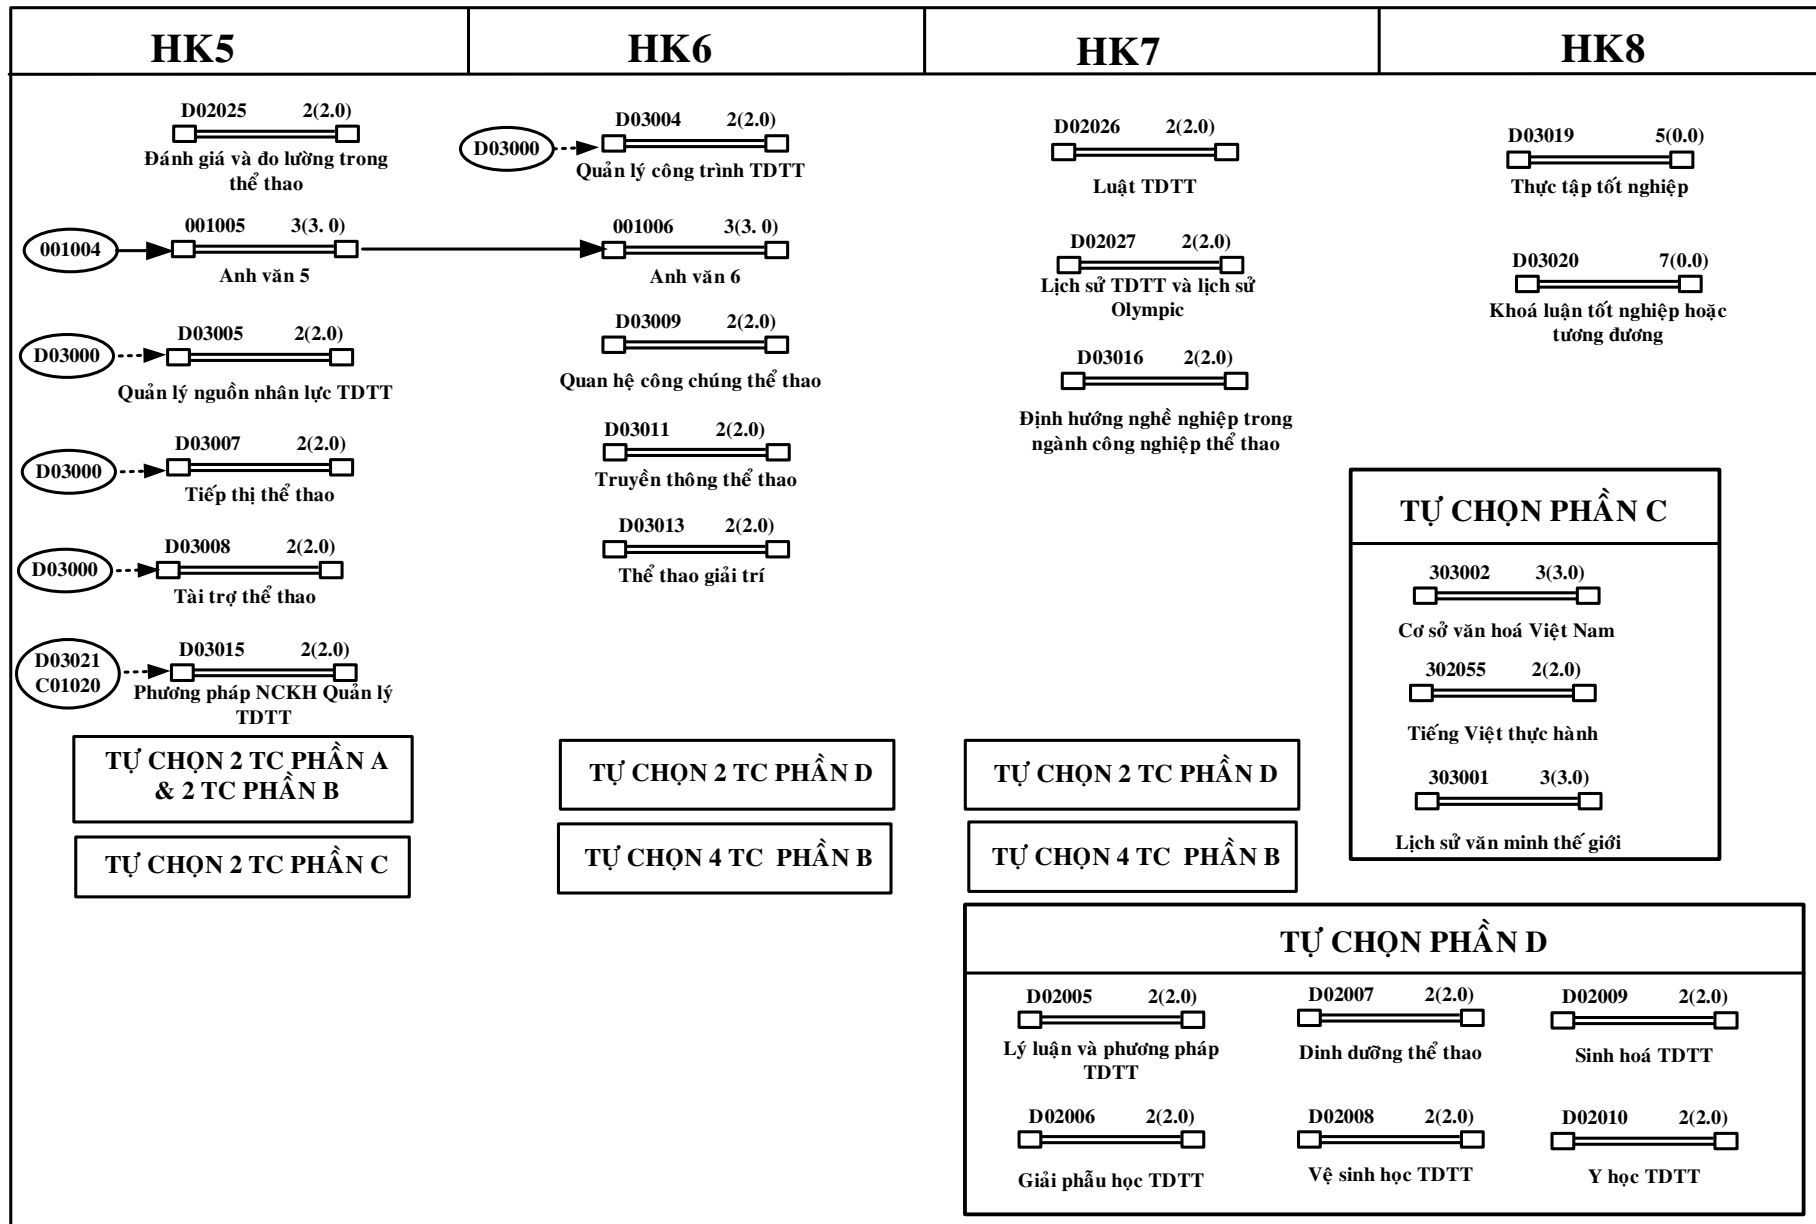 HK5
HK6
HK7
HK8
D02025 2(2.0)
Đánh giá và đo lường trong
thể thao
001004
001005 3(3. 0)
Anh văn 5
D03000
D03005 2(2.0)
Quản lý nguồn nhân lực TDTT
D03000
D03007 2(2.0)
Tiếp thị thể thao
D03000
D03008 2(2.0)
Tài trợ thể thao
D03021
C01020
D03015 2(2.0)
Phương pháp NCKH Quản lý
TDTT
TỰ CHỌN 2 TC PHẦN A
& 2 TC PHẦN B
TỰ CHỌN 2 TC PHẦN C
D03000
D03004 2(2.0)
Quản lý công trình TDTT
001006 3(3. 0)
Anh văn 6
D03009 2(2.0)
Quan hệ công chúng thể thao
D03011 2(2.0)
Truyền thông thể thao
D03013 2(2.0)
Thể thao giải trí
TỰ CHỌN 2 TC PHẦN D
TỰ CHỌN 4 TC PHẦN B
D02026 2(2.0)
Luật TDTT
D02027 2(2.0)
Lịch sử TDTT và lịch sử
Olympic
D03016 2(2.0)
Định hướng nghề nghiệp trong
ngành công nghiệp thể thao
TỰ CHỌN 2 TC PHẦN D
TỰ CHỌN 4 TC PHẦN B
D03019 5(0.0)
Thực tập tốt nghiệp
D03020 7(0.0)
Khoá luận tốt nghiệp hoặc
tương đương
TỰ CHỌN PHẦN C
303002 3(3.0)
Cơ sở văn hoá Việt Nam
302055 2(2.0)
Tiếng Việt thực hành
303001 3(3.0)
Lịch sử văn minh thế giới
TỰ CHỌN PHẦN D
D02005 2(2.0)
Lý luận và phương pháp
TDTT
D02007 2(2.0)
Dinh dưỡng thể thao
D02009 2(2.0)
Sinh hoá TDTT
D02006 2(2.0)
Giải phẫu học TDTT
D02008 2(2.0)
Vệ sinh học TDTT
D02010 2(2.0)
Y học TDTT